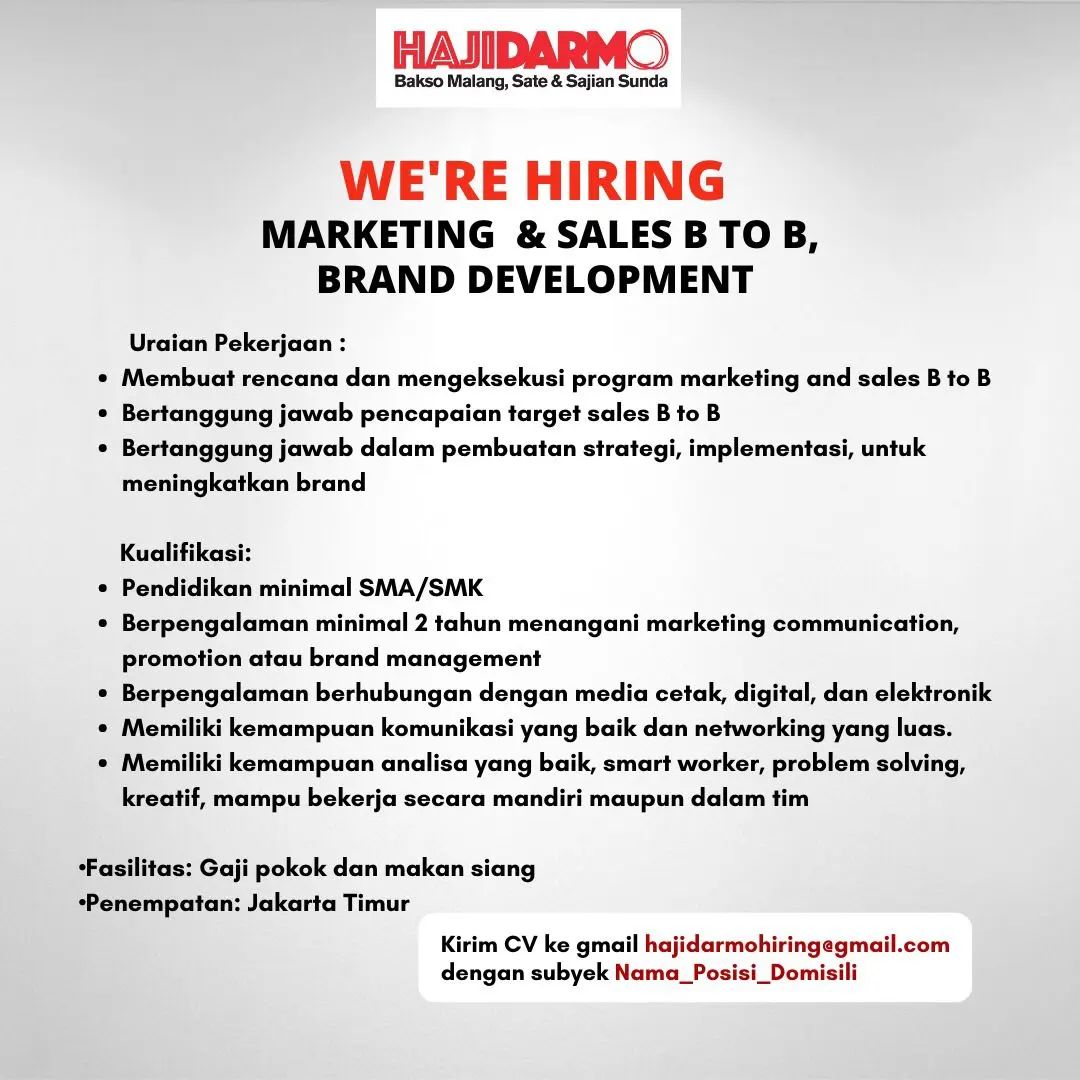 HAJIDARMO
Bakso Malang, Sate & Sajian Sunda
WE'RE HIRING
MARKETING & SALES B TO B,
BRAND DEVELOPMENT
Uraian Pekerjaan :
• Membuat rencana dan mengeksekusi program marketing and sales B to B
• Bertanggung jawab pencapaian target sales B to B
• Bertanggung jawab dalam pembuatan strategi, implementasi, untuk
meningkatkan brand
Kualifikasi:
• Pendidikan minimal SMA/SMK
• Berpengalaman minimal 2 tahun menangani marketing communication,
promotion atau brand management
• Berpengalaman berhubungan dengan media cetak, digital, dan elektronik
• Memiliki kemampuan komunikasi yang baik dan networking yang luas.
• Memiliki kemampuan analisa yang baik, smart worker, problem solving,
kreatif, mampu bekerja secara mandiri maupun dalam tim
•Fasilitas: Gaji pokok dan makan siang
•Penempatan: Jakarta Timur
Kirim CV ke gmail hajidarmohiring@gmail.com
dengan subyek Nama_Posisi_Domisili